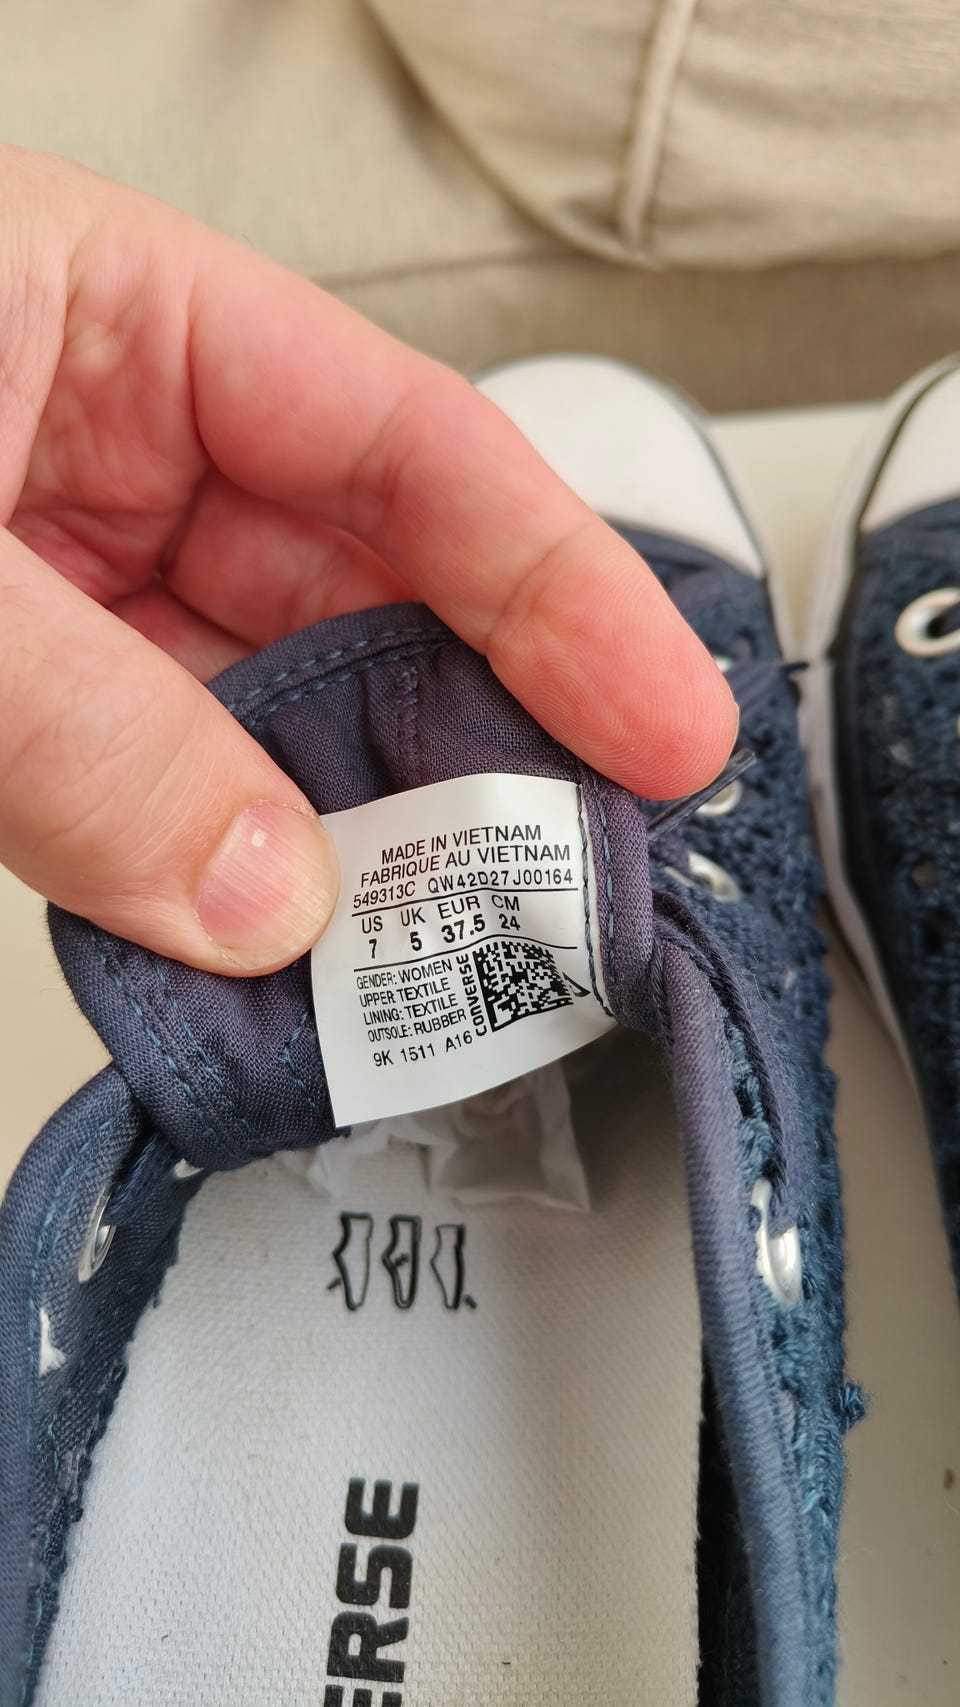 MADE IN VIETNAM
FABRIQUE AU VIETNAM
549313C QW42D27J00164
US UK EUR CM
7 5 37.5 24
GENDER: WOMEN
UPPER TEXTILE
LINING: TEXTILE
OUTSOLE: RUBBER
CONVERSE
9K 1511 A16
ERSE